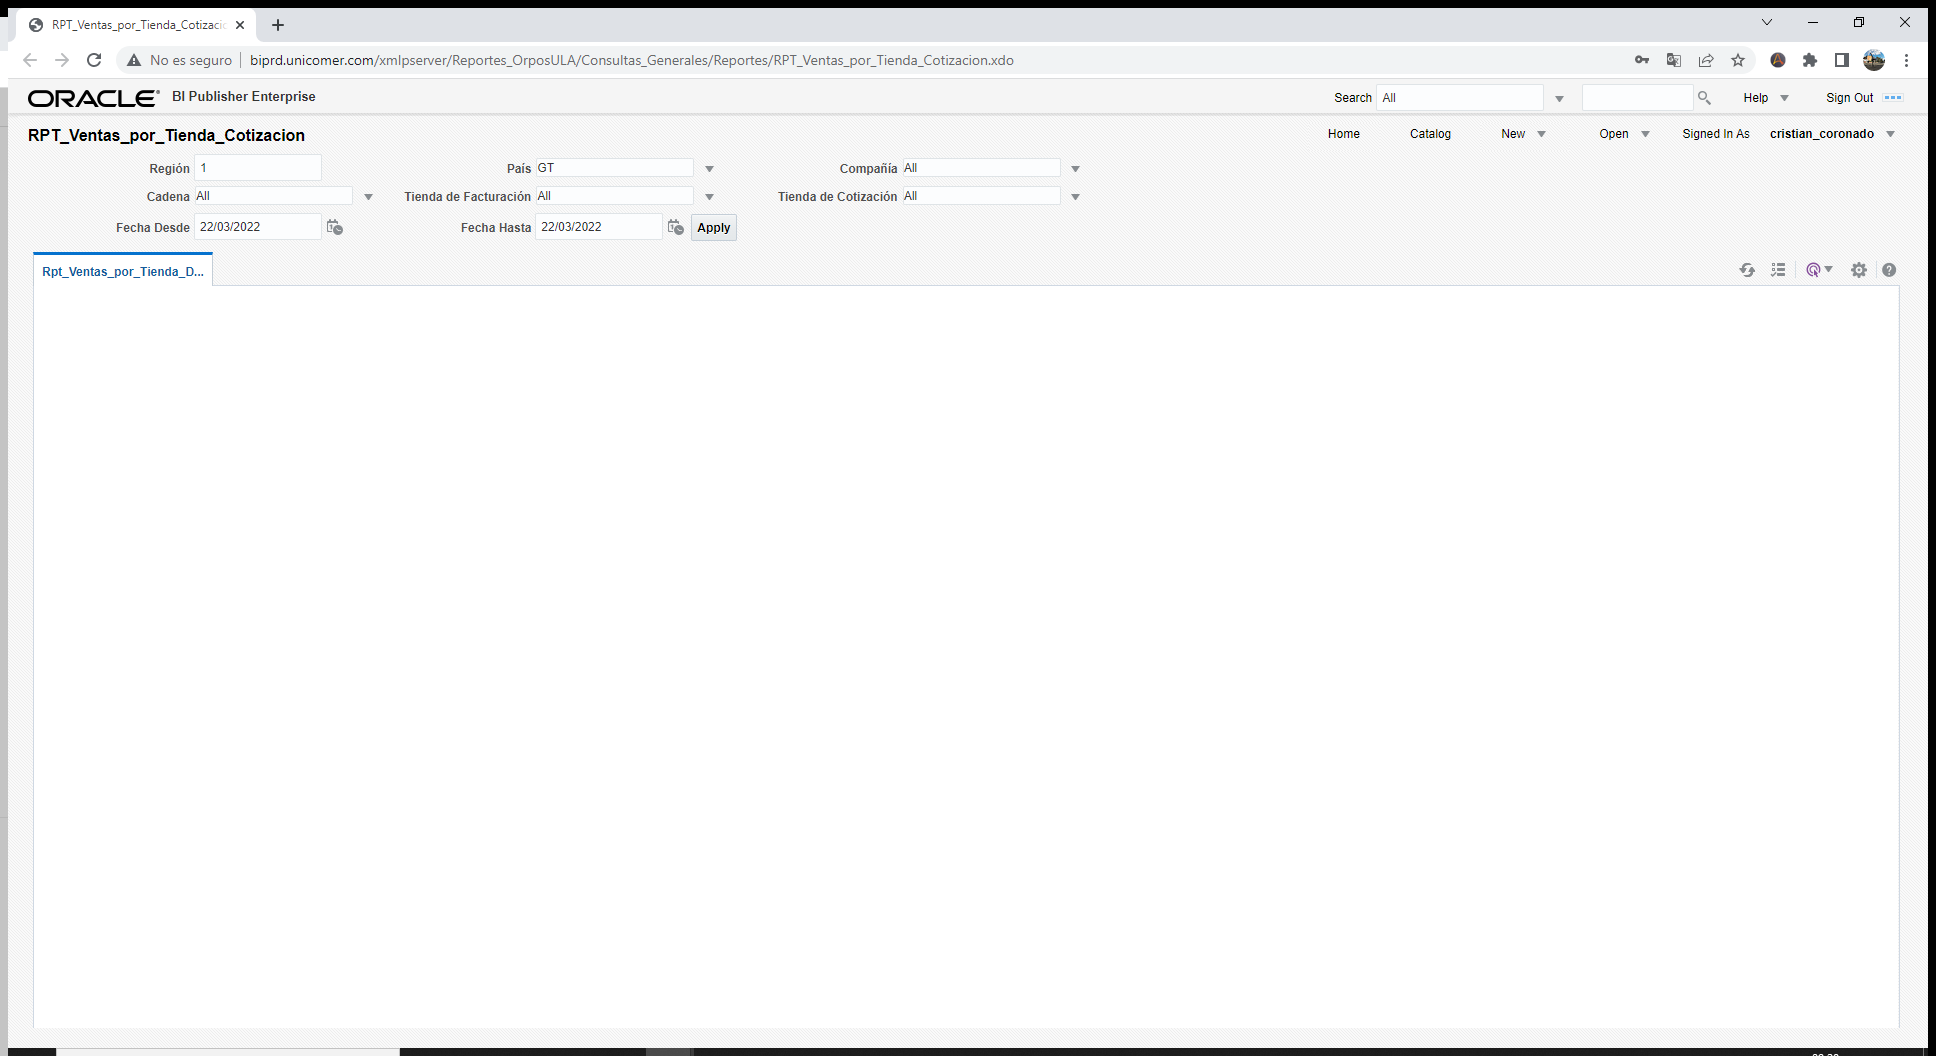 RPT_Ventas_por_Tienda_Cotizaci
No es seguro
biprd.unicomer.com/xmlpserver/Reportes_OrposULA/Consultas_Generales/Reportes/RPT_Ventas_por_Tienda_Cotizacion.xdo
ORACLE BI Publisher Enterprise
Search All
Help
Sign Out
RPT_Ventas_por_Tienda_Cotizacion
Home Catalog New Open Signed In As cristian_coronado
Región 1 País GT Compañía All
Cadena All Tienda de Facturación All Tienda de Cotización All
Fecha Desde 22/03/2022 Fecha Hasta 22/03/2022 Apply
Rpt_Ventas_por_Tienda_D...